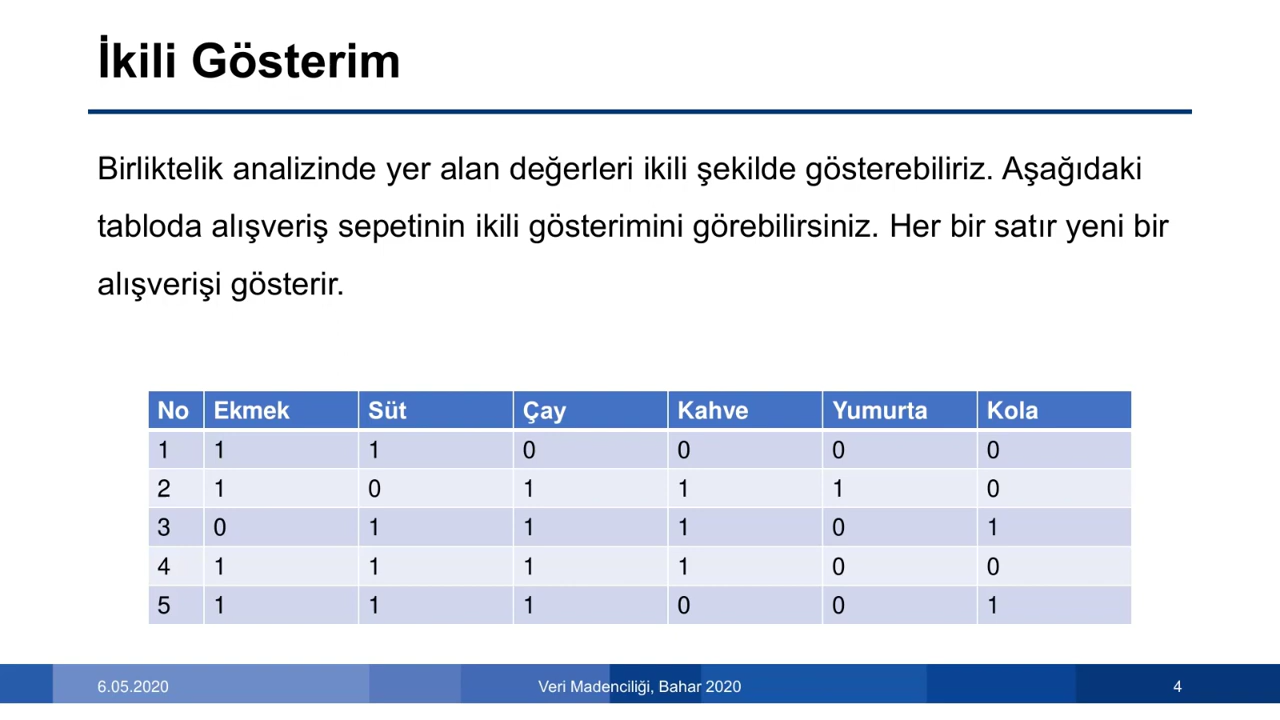 İkili Gösterim
Birliktelik analizinde yer alan değerleri ikili şekilde gösterebiliriz. Aşağıdaki
tabloda alışveriş sepetinin ikili gösterimini görebilirsiniz. Her bir satır yeni bir
alışverişi gösterir.
No Ekmek Süt Çay Kahve Yumurta Kola
1 1 1 0 0 0 0
2 1 0 1 1 1 0
3 0 1 1 1 0 1
4 1 1 1 1 0 0
5 1 1 1 0 0 1
6.05.2020 Veri Madenciliği, Bahar 2020 4